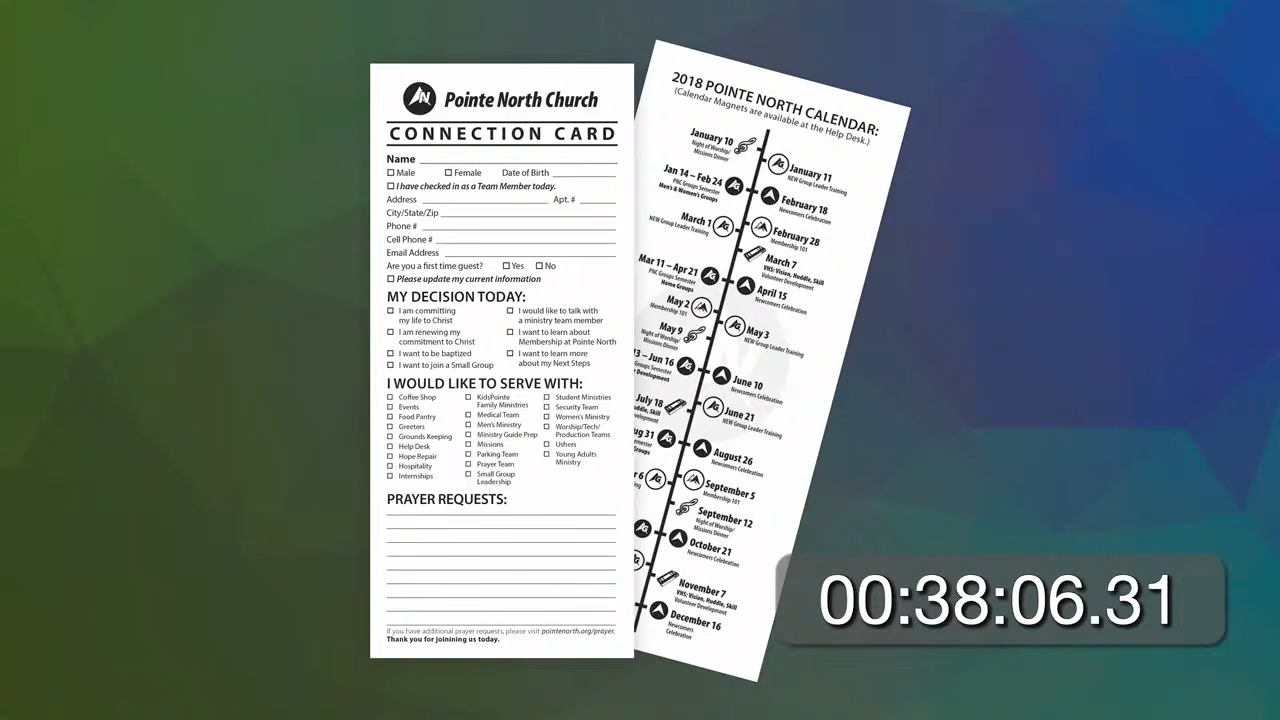 Pointe North Church
CONNECTION CARD
Name
Male Female Date of Birth
I have checked in as a Team Member today.
Address Apt. #
City/State/Zip
Phone #
Cell Phone #
Email Address
Are you a first time guest? Yes No
Please update my current information
MY DECISION TODAY:
I am committing
my life to Christ
I am renewing my
commitment to Christ
I want to be baptized
I want to join a Small Group
I would like to talk with
a ministry team member
I want to learn about
Membership at Pointe North
I want to learn more
about my Next Steps
I WOULD LIKE TO SERVE WITH:
Coffee Shop
Events
Food Pantry
Greeters
Grounds Keeping
Help Desk
Hope Repair
Hospitality
Internships
KidsPointe
Family Ministries
Medical Team
Men's Ministry
Ministry Guide Prep
Missions
Parking Team
Prayer Team
Small Group
Leadership
Student Ministries
Security Team
Women's Ministry
Worship/Tech/
Production Teams
Ushers
Young Adults
Ministry
PRAYER REQUESTS:
If you have additional prayer requests, please visit pointenorth.org/prayer.
Thank you for joinining us today.
2018 POINTE NORTH CALENDAR:
(Calendar Magnets are available at the Help Desk.)
January 10
Night of Worship/
Missions Dinner
January 11
NEW Group Leader Training
Jan 14 – Feb 24
PNC Groups Semester
Men's & Women's Groups
February 18
Newcomers Celebration
March 1
NEW Group Leader Training
February 28
Membership 101
March 7
VHS: Vision, Huddle, Skill
Volunteer Development
Mar 11 – Apr 21
PNC Groups Semester
Home Groups
April 15
Newcomers Celebration
May 2
Membership 101
May 3
NEW Group Leader Training
May 9
Night of Worship/
Missions Dinner
13 – Jun 16
Groups Semester
Development
June 10
Newcomers Celebration
July 18
Skill
June 21
NEW Group Leader Training
31
Groups
August 26
Newcomers Celebration
6
September 5
Membership 101
September 12
Night of Worship/
Missions Dinner
October 21
Newcomers Celebration
November 7
VHS: Vision, Huddle, Skill
Volunteer Development
December 16
Newcomers
Celebration
00:38:06.31